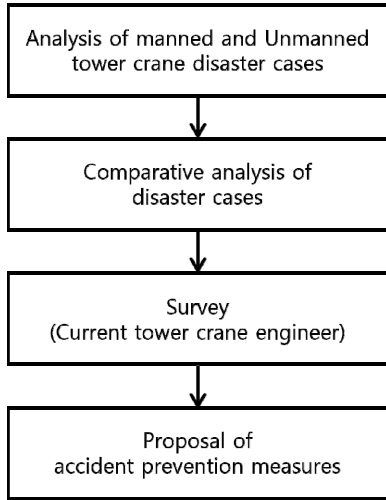 Analysis of manned and Unmanned
tower crane disaster cases
Comparative analysis of
disaster cases
Survey
(Current tower crane engineer)
Proposal of
accident prevention measures